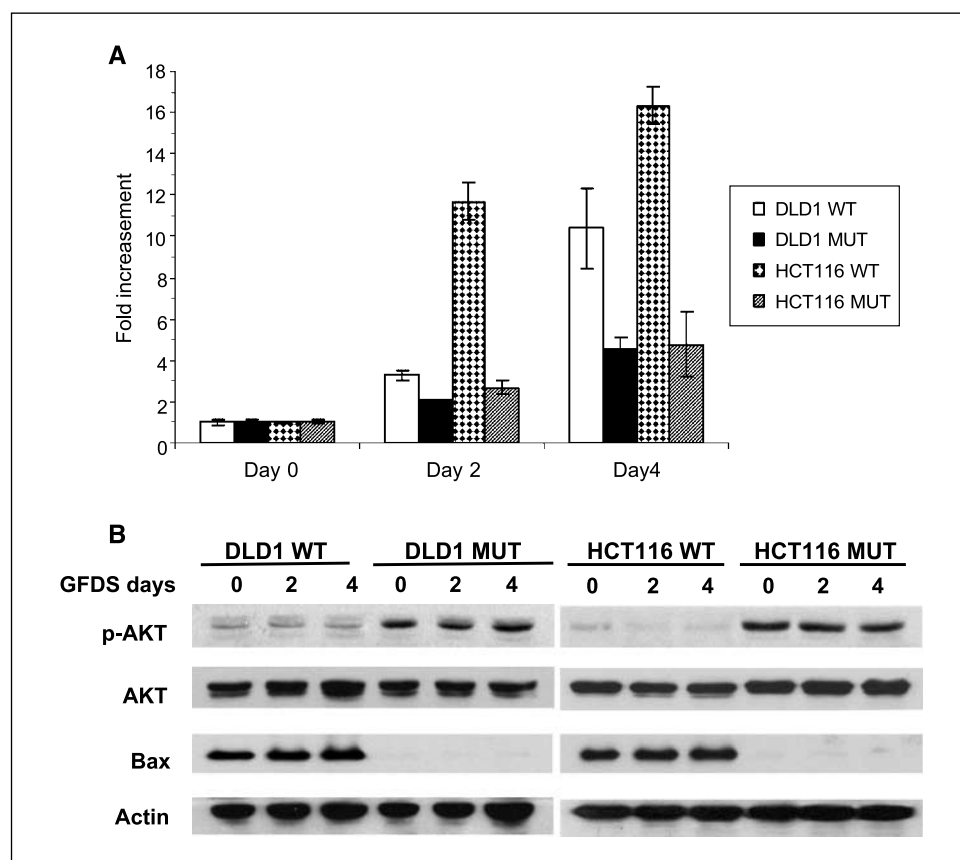 A
18
16
14
12
10
8
6
4
2
0
Fold increasement
Day 0 Day 2 Day4
DLD1 WT
DLD1 MUT
HCT116 WT
HCT116 MUT
B
DLD1 WT DLD1 MUT HCT116 WT HCT116 MUT
GFDS days 0 2 4 0 2 4 0 2 4 0 2 4
p-AKT
AKT
Bax
Actin